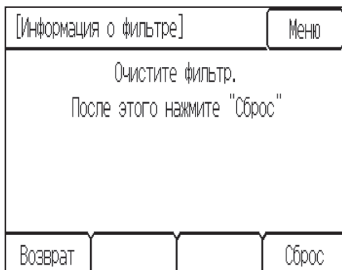 [Информация о фильтре] Меню
Очистите фильтр.
После этого нажмите "Сброс"
Возврат Сброс